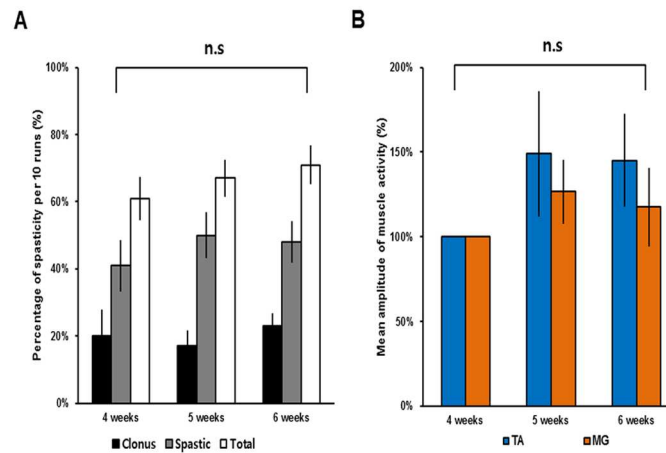 A
n.s
Percentage of spasticity per 10 runs (%)
100%
80%
60%
40%
20%
0%
4 weeks 5 weeks 6 weeks
Clonus Spastic Total
B
n.s
Mean amplitude of muscle activity (%)
200%
150%
100%
50%
0%
4 weeks 5 weeks 6 weeks
TA MG